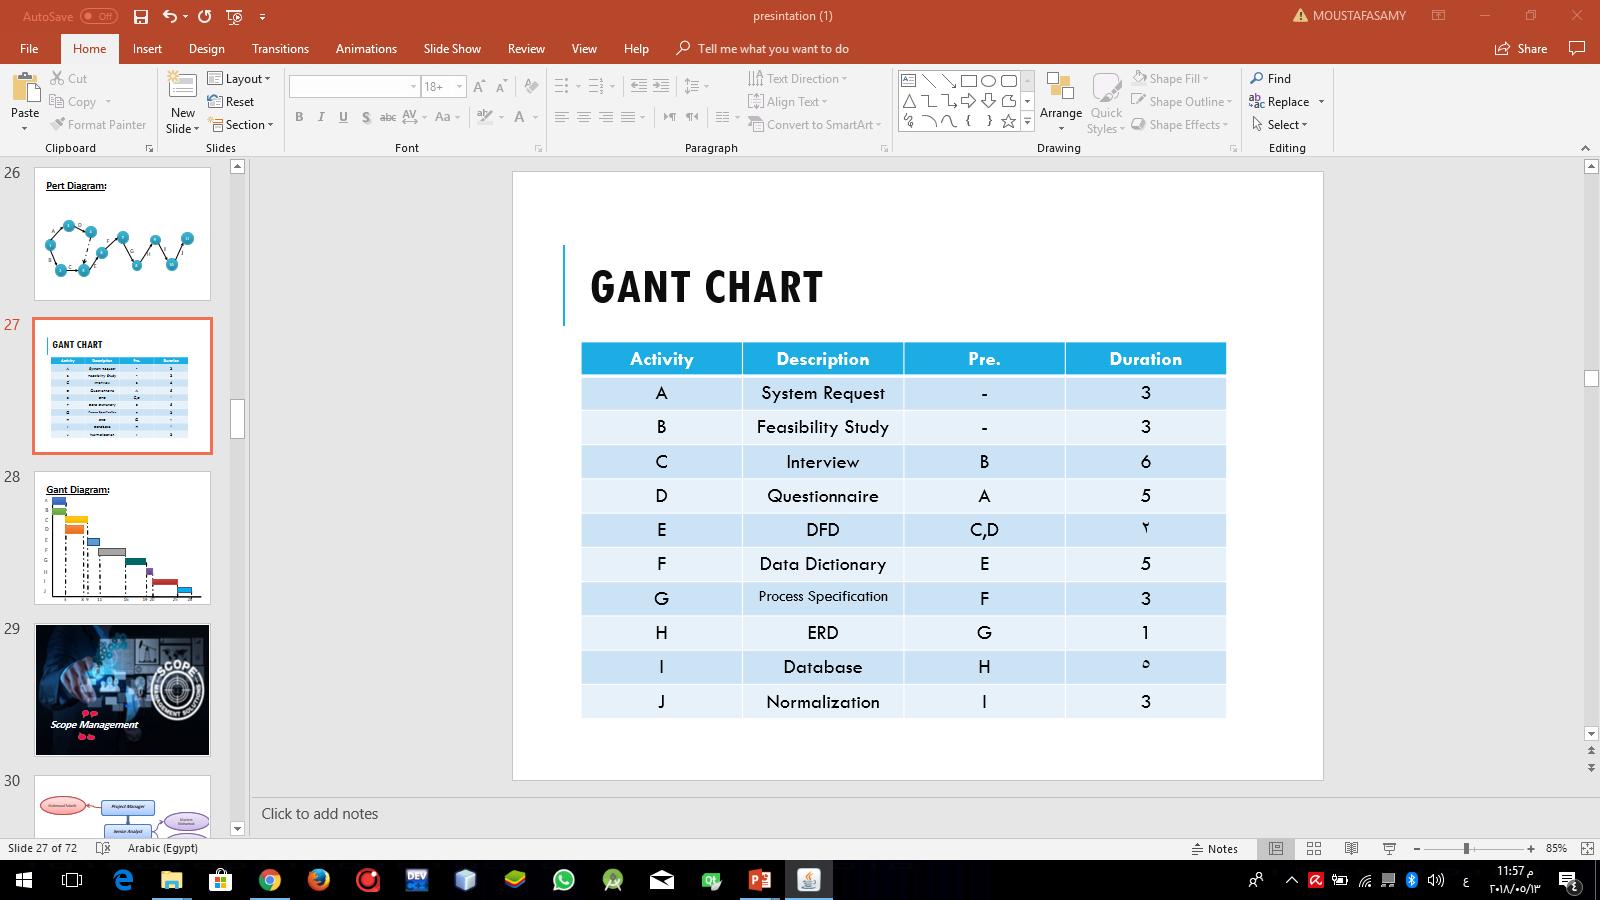 AutoSave Off
presintation (1)
MOUSTAFASAMY
File Home Insert Design Transitions Animations Slide Show Review View Help Tell me what you want to do Share
Paste
Cut
Copy
Format Painter
Clipboard
New Slide
Layout
Reset
Section
Slides
18+
B I U S abc AV Aa A
Font
Text Direction
Align Text
Convert to SmartArt
Paragraph
Arrange
Quick Styles
Shape Fill
Shape Outline
Shape Effects
Drawing
Find
Replace
Select
Editing
26
Pert Diagram:
27
GANT CHART
28
Gant Diagram:
29
SCOPE
Scope Management
30
Project Manager
Senior Analyst
GANT CHART
Activity Description Pre. Duration
A System Request - 3
B Feasibility Study - 3
C Interview B 6
D Questionnaire A 5
E DFD C,D ٢
F Data Dictionary E 5
G Process Specification F 3
H ERD G 1
I Database H ٥
J Normalization I 3
Click to add notes
Slide 27 of 72
Arabic (Egypt)
Notes
85%
DEV
Qt
ع
11:57 م
٢٠١٨/٠٥/١٣
٤